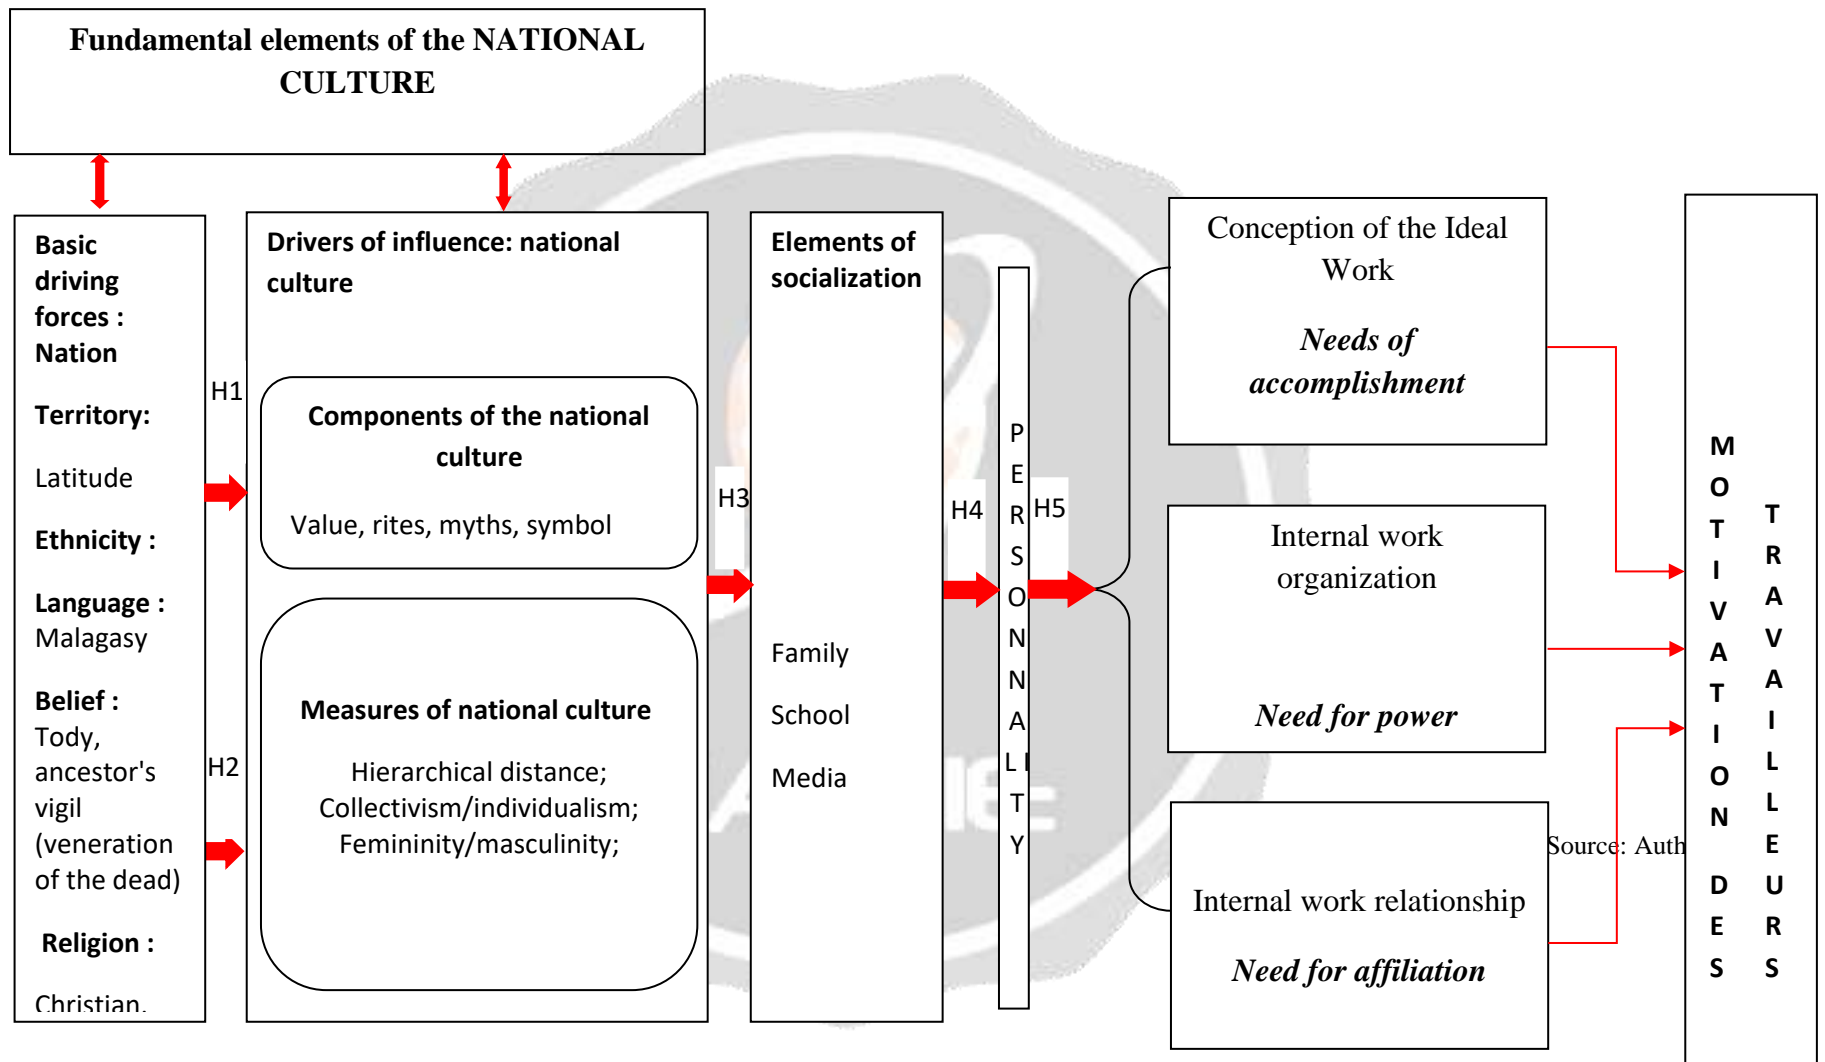 Fundamental elements of the NATIONAL
CULTURE
Basic
driving
forces :
Nation
Territory:
Latitude
Ethnicity :
Language :
Malagasy
Belief :
Tody,
ancestor's
vigil
(veneration
of the dead)
Religion :
Christian.
H1
H2
Drivers of influence: national
culture
Components of the national
culture
Value, rites, myths, symbol
Measures of national culture
Hierarchical distance;
Collectivism/individualism;
Femininity/masculinity;
H3
Elements of
socialization
Family
School
Media
H4
PERSONNALITY
H5
Conception of the Ideal
Work
Needs of
accomplishment
Internal work
organization
Need for power
Internal work relationship
Need for affiliation
Source: Auth
MOTIVATION DES
TRAVAILLEURS